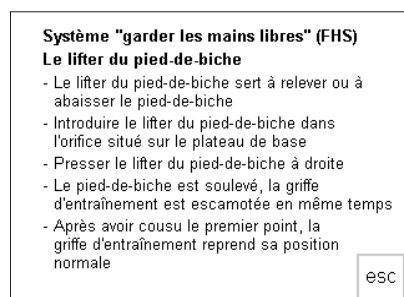 Système "garder les mains libres" (FHS)
Le lifter du pied-de-biche
- Le lifter du pied-de-biche sert à relever ou à
abaisser le pied-de-biche
- Introduire le lifter du pied-de-biche dans
l'orifice situé sur le plateau de base
- Presser le lifter du pied-de-biche à droite
- Le pied-de-biche est soulevé, la griffe
d'entraînement est escamotée en même temps
- Après avoir cousu le premier point, la
griffe d'entraînement reprend sa position
normale
esc